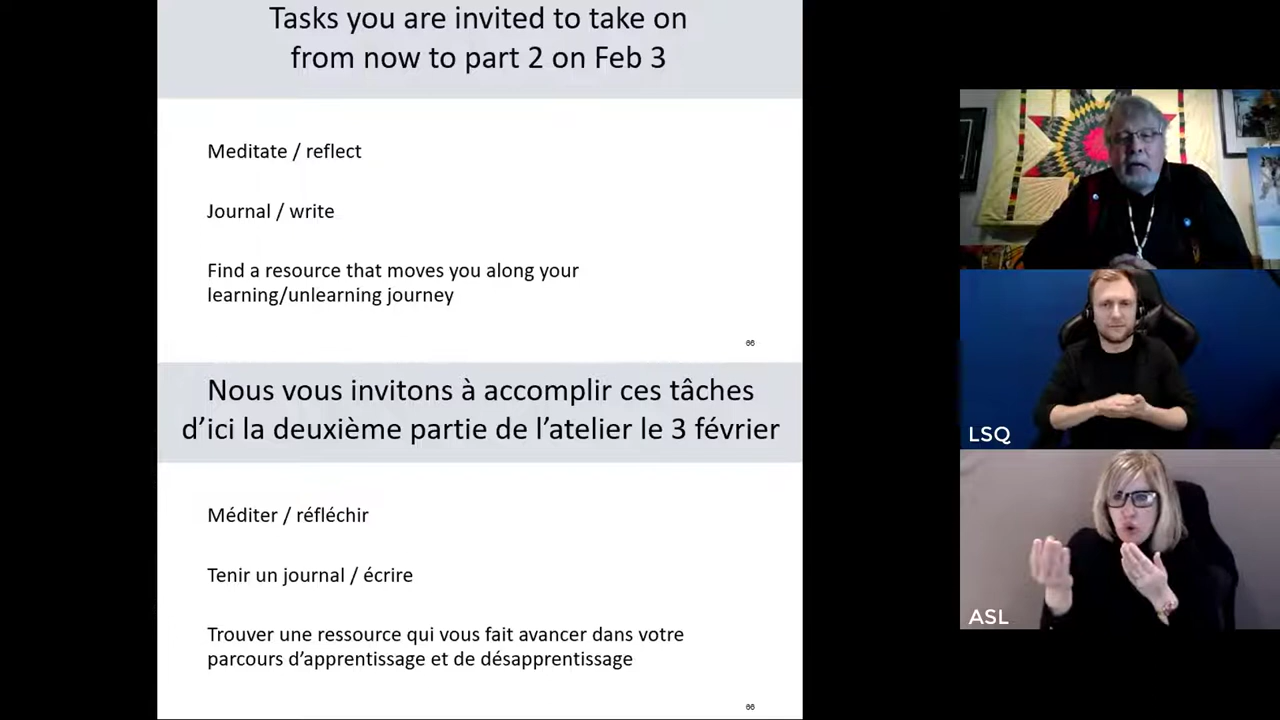 Tasks you are invited to take on
from now to part 2 on Feb 3
Meditate / reflect
Journal / write
Find a resource that moves you along your
learning/unlearning journey
66
Nous vous invitons à accomplir ces tâches
d’ici la deuxième partie de l’atelier le 3 février
Méditer / réfléchir
Tenir un journal / écrire
Trouver une ressource qui vous fait avancer dans votre
parcours d’apprentissage et de désapprentissage
66
LSQ
ASL